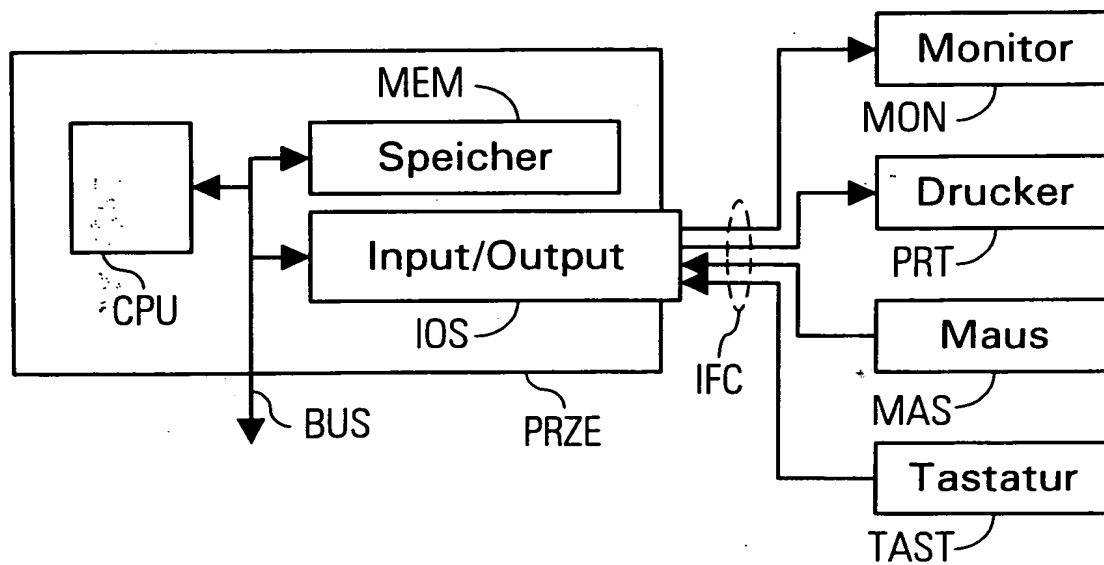 MEM
Speicher
CPU
Input/Output
IOS
BUS
PRZE
IFC
Monitor
MON
Drucker
PRT
Maus
MAS
Tastatur
TAST